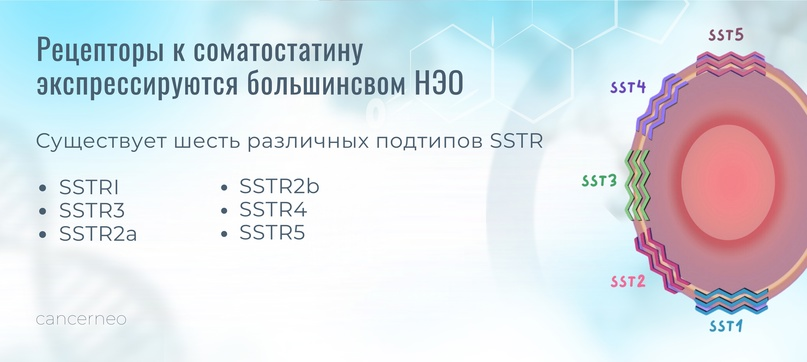 Рецепторы к соматостатину
экспрессируются большинсвом НЭО
Существует шесть различных подтипов SSTR
• SSTR1
• SSTR3
• SSTR2a
• SSTR2b
• SSTR4
• SSTR5
cancerneo
SST5
SST4
SST3
SST2
SST1